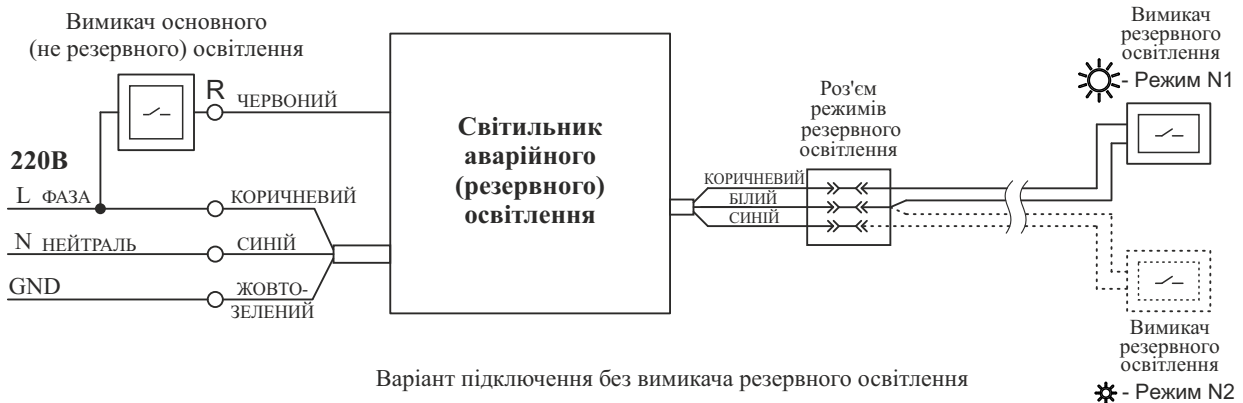 Вимикач основного
(не резервного) освітлення
R
ЧЕРВОНИЙ
220В
L ФАЗА
КОРИЧНЕВИЙ
N НЕЙТРАЛЬ
СИНІЙ
GND
ЖОВТО-
ЗЕЛЕНИЙ
Світильник
аварійного
(резервного)
освітлення
КОРИЧНЕВИЙ
БІЛИЙ
СИНІЙ
Роз'єм
режимів
резервного
освітлення
Вимикач
резервного
освітлення
- Режим N1
Вимикач
резервного
освітлення
- Режим N2
Варіант підключення без вимикача резервного освітлення